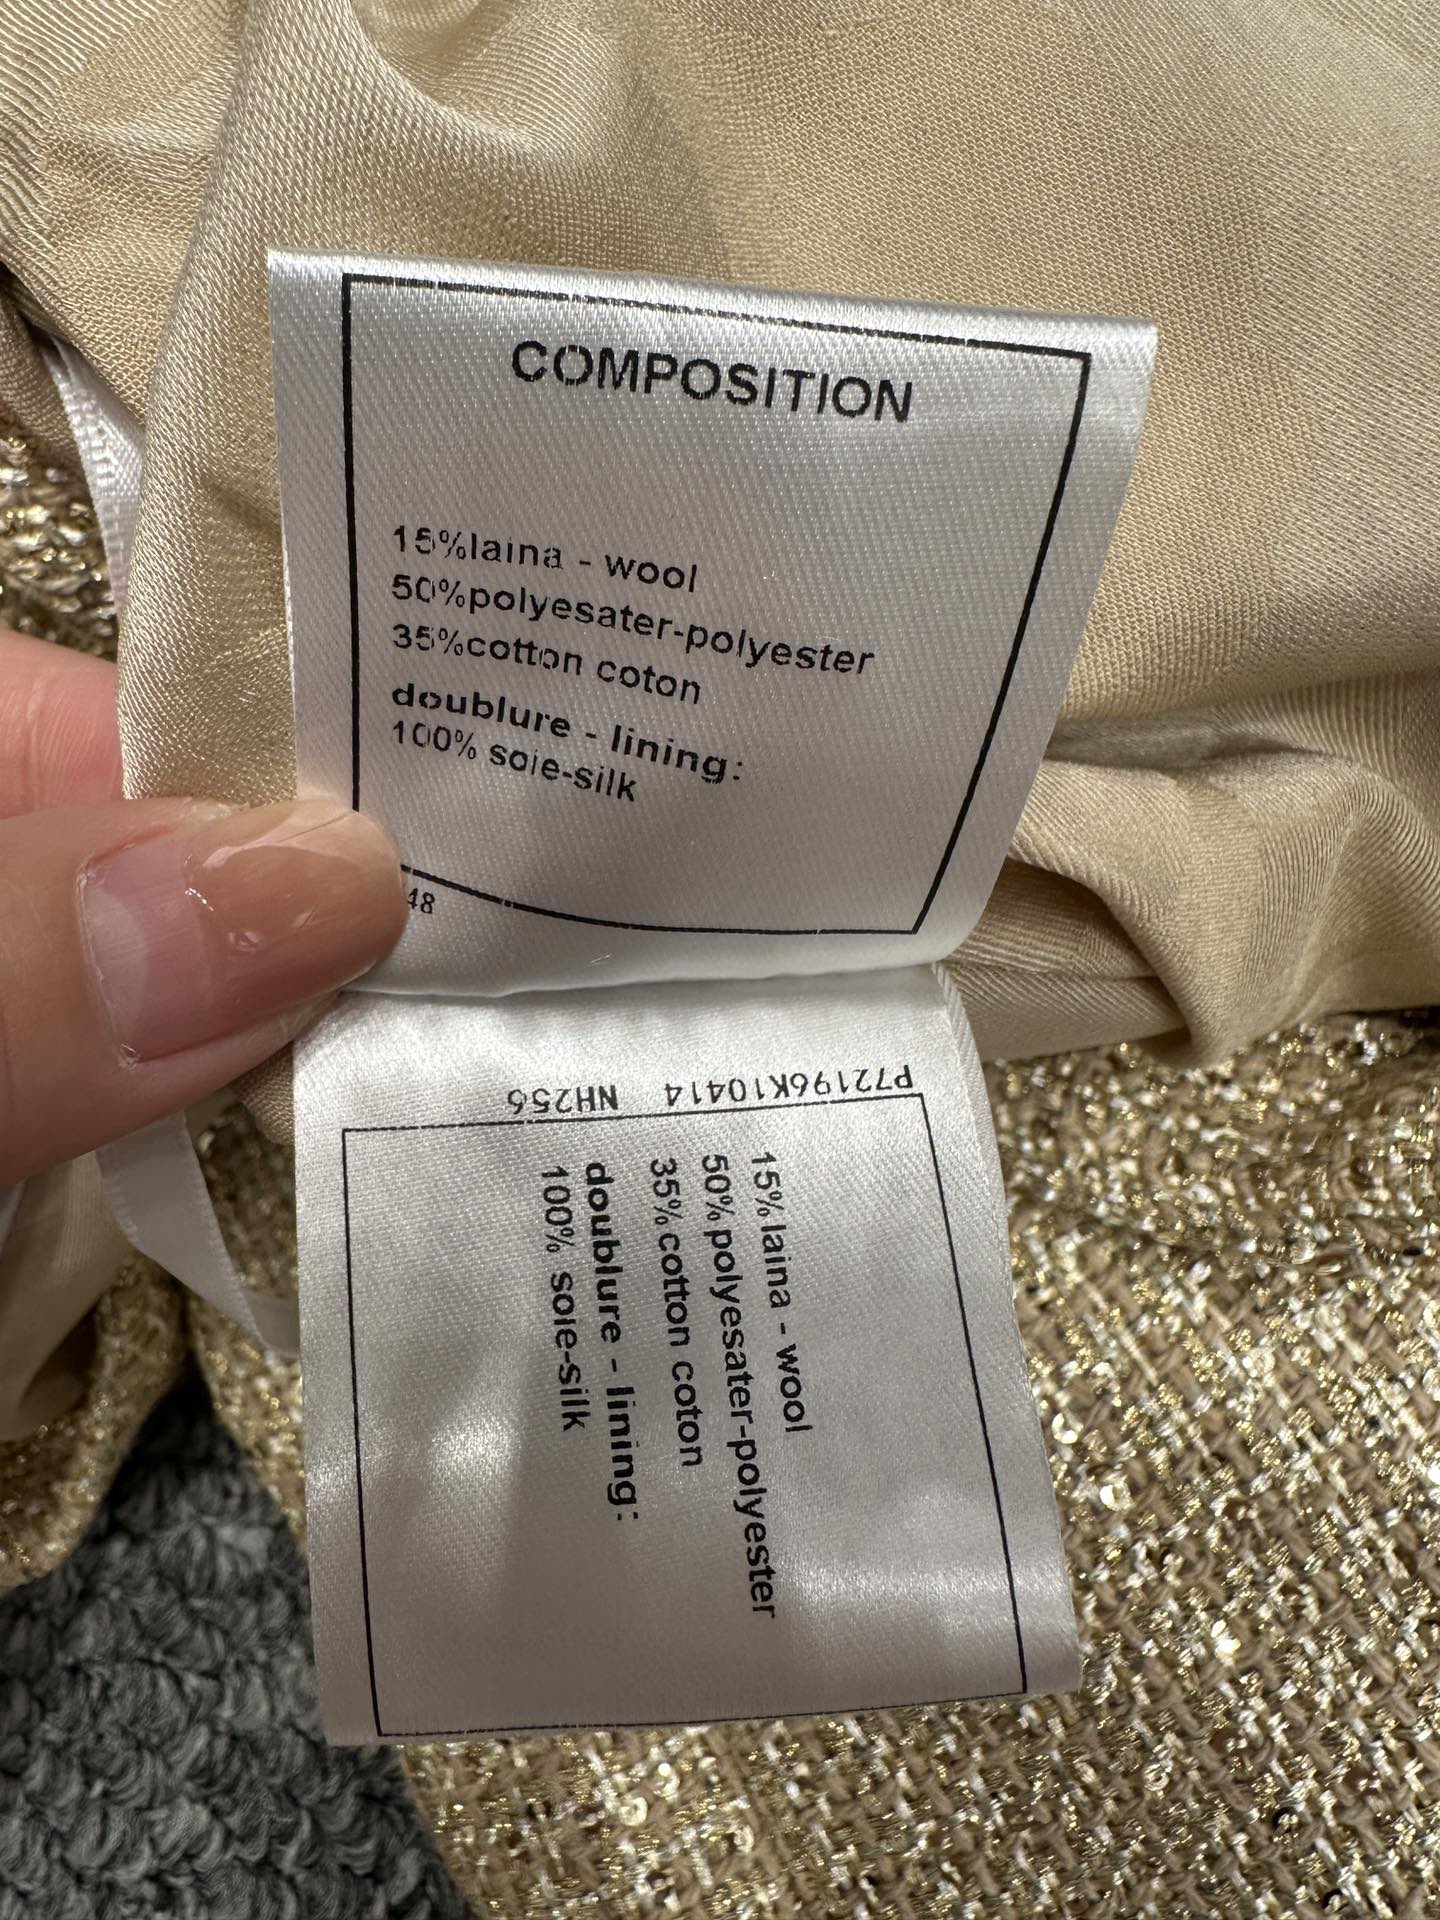 COMPOSITION
15%laina - wool
50%polyesater-polyester
35%cotton coton
doublure - lining:
100% soie-silk
48
P72196K10414 NH256
15%laina - wool
50%polyesater-polyester
35%cotton coton
doublure - lining:
100% soie-silk